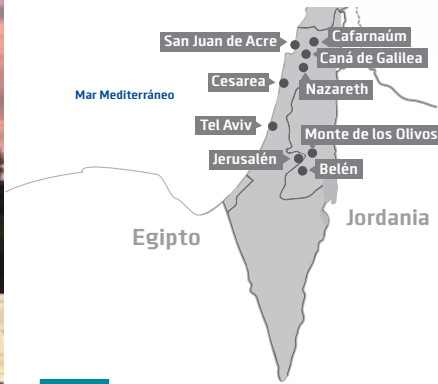 San Juan de Acre
Cafarnaúm
Caná de Galilea
Cesarea
Nazareth
Mar Mediterráneo
Tel Aviv
Monte de los Olivos
Jerusalén
Belén
Jordania
Egipto